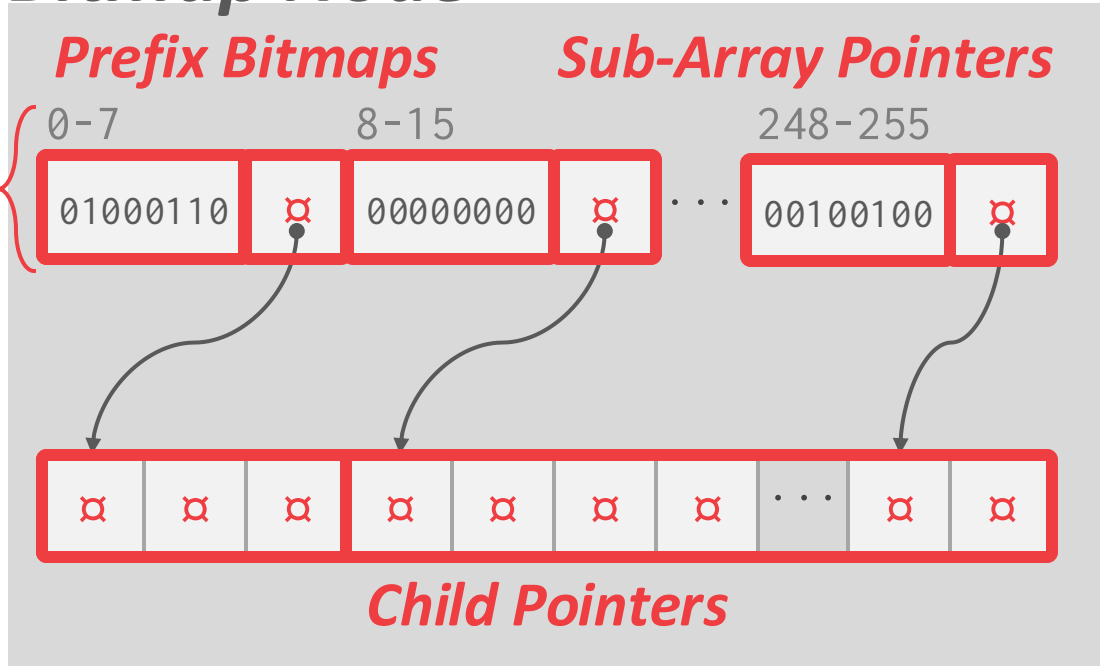 Prefix Bitmaps Sub-Array Pointers
0-7 8-15 248-255
01000110 ¤ 00000000 ¤ ··· 00100100 ¤
¤ ¤ ¤ ¤ ¤ ¤ ¤ ··· ¤ ¤
Child Pointers